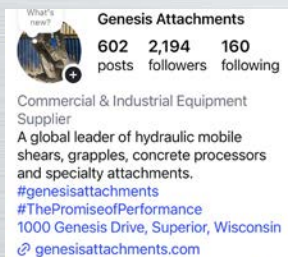 What's
new?
Genesis Attachments
602 2,194 160
posts followers following
Commercial & Industrial Equipment
Supplier
A global leader of hydraulic mobile
shears, grapples, concrete processors
and specialty attachments.
#genesisattachments
#ThePromiseofPerformance
1000 Genesis Drive, Superior, Wisconsin
genesisattachments.com